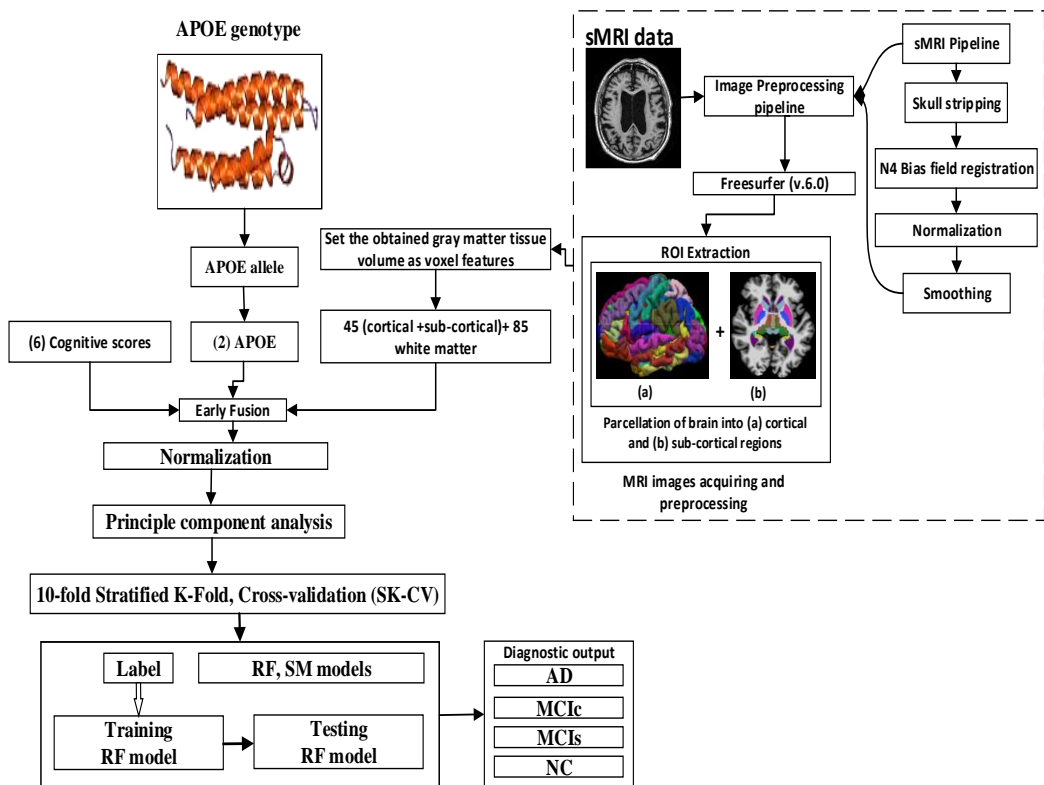 APOE genotype
APOE allele
(2) APOE
(6) Cognitive scores
Set the obtained gray matter tissue
volume as voxel features
45 (cortical +sub-cortical)+ 85
white matter
Early Fusion
Normalization
Principle component analysis
10-fold Stratified K-Fold, Cross-validation (SK-CV)
Label
RF, SM models
Training
RF model
Testing
RF model
Diagnostic output
AD
MCIc
MCIs
NC
sMRI data
Image Preprocessing
pipeline
Freesurfer (v.6.0)
ROI Extraction
+
(a)
(b)
Parcellation of brain into (a) cortical
and (b) sub-cortical regions
MRI images acquiring and
preprocessing
sMRI Pipeline
Skull stripping
N4 Bias field registration
Normalization
Smoothing